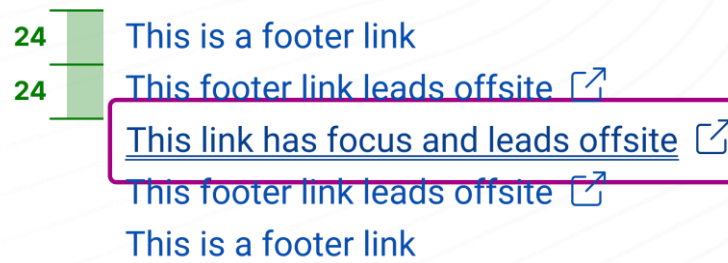 24 This is a footer link
24 This footer link leads offsite
This link has focus and leads offsite
This footer link leads offsite
This is a footer link